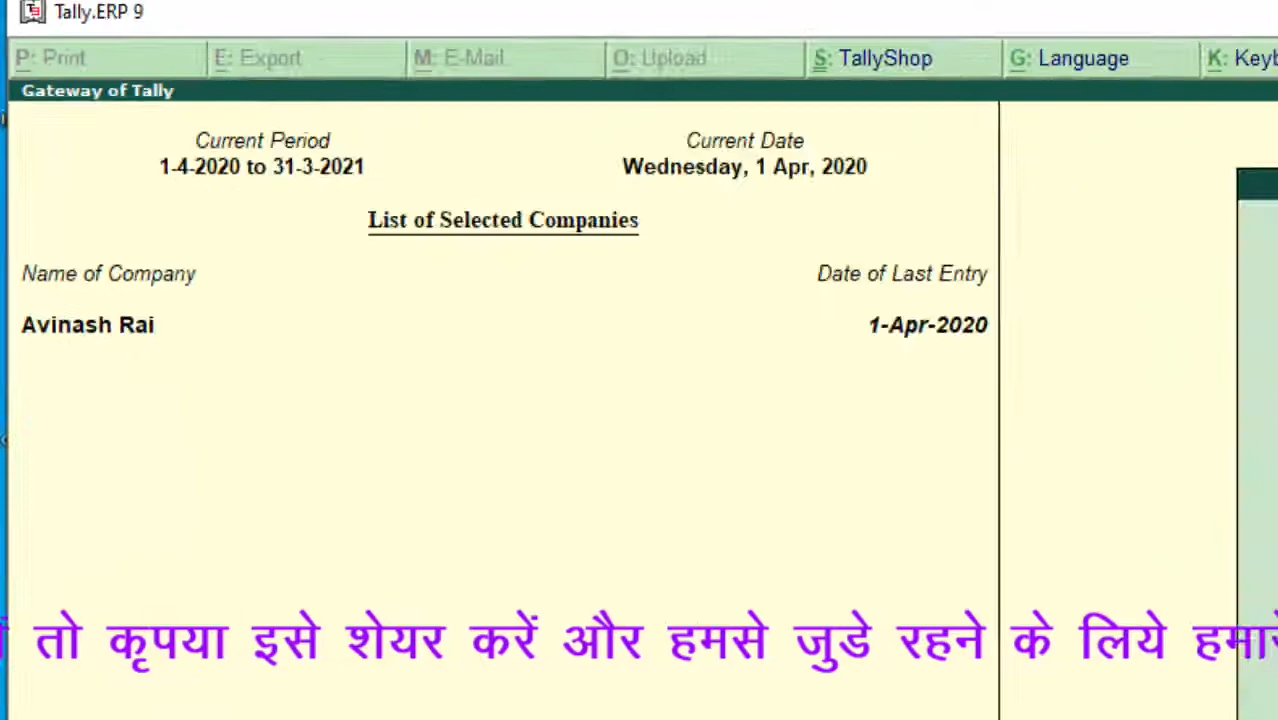 Tally.ERP 9
P: Print E: Export M: E-Mail O: Upload S: TallyShop G: Language K:
Gateway of Tally
Current Period Current Date
1-4-2020 to 31-3-2021 Wednesday, 1 Apr, 2020
List of Selected Companies
Name of Company Date of Last Entry
Avinash Rai 1-Apr-2020
तो कृपया इसे शेयर करें और हमसे जुडे रहने के लिये